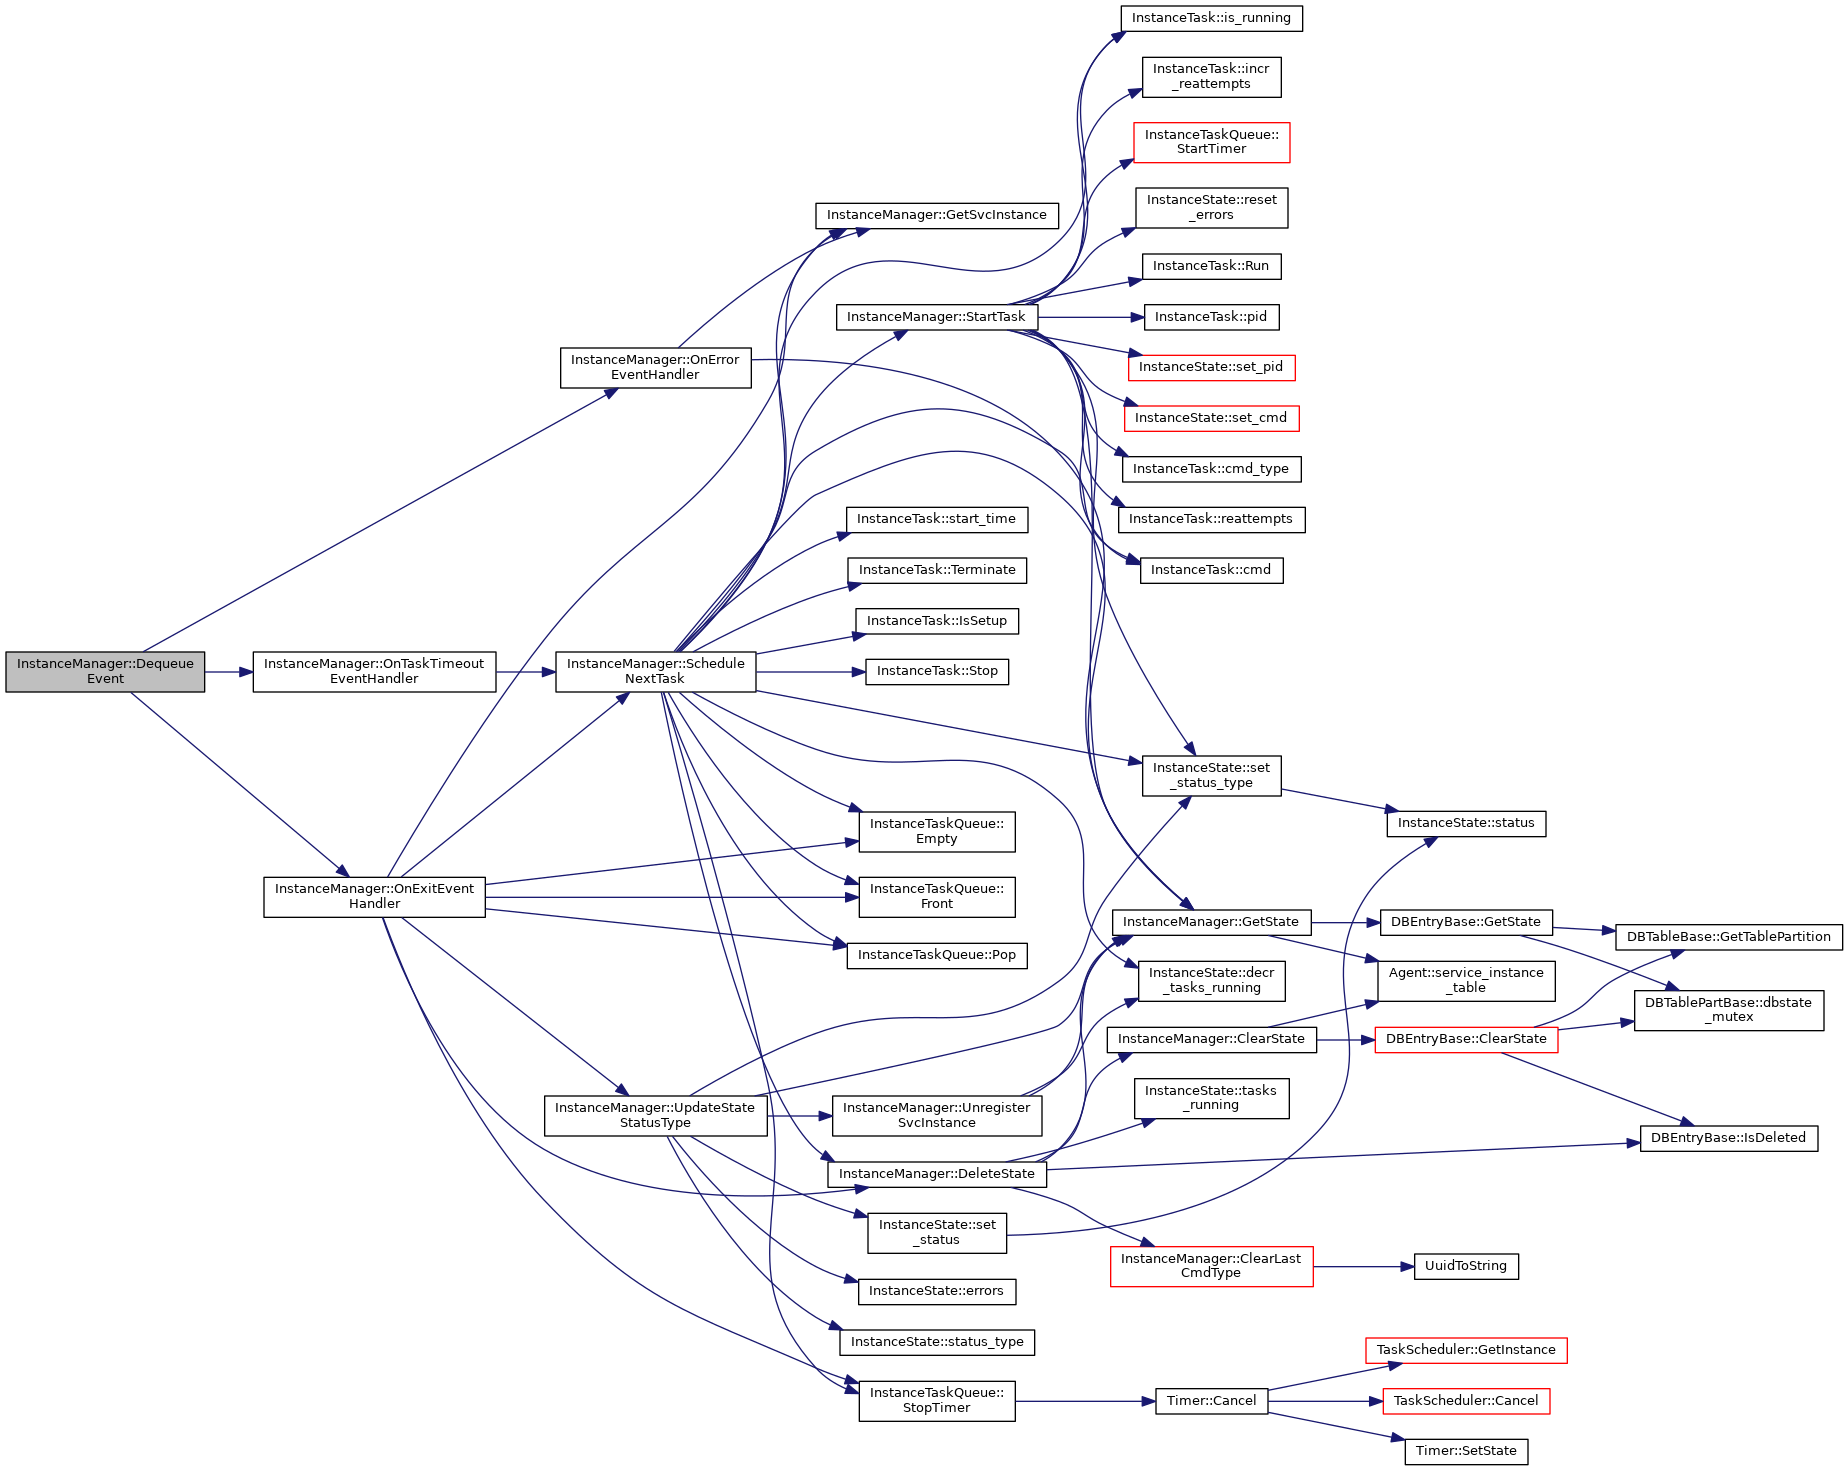 InstanceManager::Dequeue
Event
InstanceManager::OnError
EventHandler
InstanceManager::OnTaskTimeout
EventHandler
InstanceManager::OnExitEvent
Handler
InstanceManager::Schedule
NextTask
InstanceManager::UpdateState
StatusType
InstanceManager::GetSvcInstance
InstanceManager::StartTask
InstanceTask::start_time
InstanceTask::Terminate
InstanceTask::IsSetup
InstanceTask::Stop
InstanceTaskQueue::
Empty
InstanceTaskQueue::
Front
InstanceTaskQueue::Pop
InstanceManager::Unregister
SvcInstance
InstanceManager::DeleteState
InstanceState::set
_status
InstanceState::errors
InstanceState::status_type
InstanceTaskQueue::
StopTimer
InstanceTask::is_running
InstanceTask::incr
_reattempts
InstanceTaskQueue::
StartTimer
InstanceState::reset
_errors
InstanceTask::Run
InstanceTask::pid
InstanceState::set_pid
InstanceState::set_cmd
InstanceTask::cmd_type
InstanceTask::reattempts
InstanceTask::cmd
InstanceState::set
_status_type
InstanceManager::GetState
InstanceState::decr
_tasks_running
InstanceManager::ClearState
InstanceState::tasks
_running
InstanceManager::ClearLast
CmdType
Timer::Cancel
InstanceState::status
DBEntryBase::GetState
Agent::service_instance
_table
DBEntryBase::ClearState
UuidToString
TaskScheduler::GetInstance
TaskScheduler::Cancel
Timer::SetState
DBTableBase::GetTablePartition
DBTablePartBase::dbstate
_mutex
DBEntryBase::IsDeleted